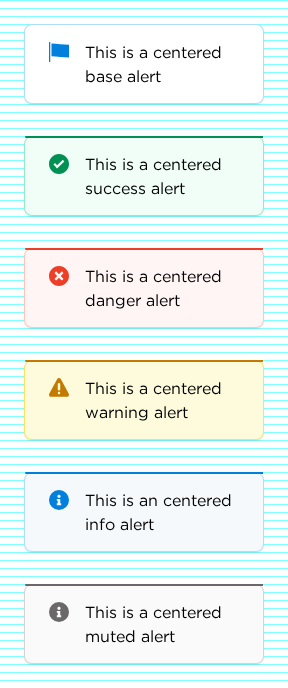 This is a centered
base alert
This is a centered
success alert
This is a centered
danger alert
This is a centered
warning alert
This is an centered
info alert
This is a centered
muted alert